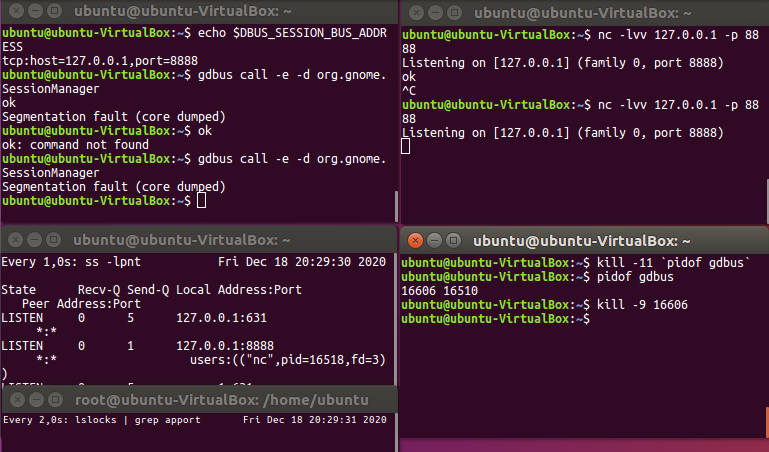 ubuntu@ubuntu-VirtualBox: ~
ubuntu@ubuntu-VirtualBox:~$ echo $DBUS_SESSION_BUS_ADDR
ESS
tcp:host=127.0.0.1,port=8888
ubuntu@ubuntu-VirtualBox:~$ gdbus call -e -d org.gnome.
SessionManager
ok
Segmentation fault (core dumped)
ubuntu@ubuntu-VirtualBox:~$ ok
ok: command not found
ubuntu@ubuntu-VirtualBox:~$ gdbus call -e -d org.gnome.
SessionManager
Segmentation fault (core dumped)
ubuntu@ubuntu-VirtualBox:~$
ubuntu@ubuntu-VirtualBox: ~
ubuntu@ubuntu-VirtualBox:~$ nc -lvv 127.0.0.1 -p 88
88
Listening on [127.0.0.1] (family 0, port 8888)
ok
^C
ubuntu@ubuntu-VirtualBox:~$ nc -lvv 127.0.0.1 -p 88
88
Listening on [127.0.0.1] (family 0, port 8888)
ubuntu@ubuntu-VirtualBox: ~
Every 1,0s: ss -lpnt Fri Dec 18 20:29:30 2020
State Recv-Q Send-Q Local Address:Port
Peer Address:Port
LISTEN 0 5 127.0.0.1:631
*:*
LISTEN 0 1 127.0.0.1:8888
*:* users:(("nc",pid=16518,fd=3)
)
root@ubuntu-VirtualBox: /home/ubuntu
Every 2,0s: lslocks | grep apport Fri Dec 18 20:29:31 2020
ubuntu@ubuntu-VirtualBox: ~
ubuntu@ubuntu-VirtualBox:~$ kill -11 `pidof gdbus`
ubuntu@ubuntu-VirtualBox:~$ pidof gdbus
16606 16510
ubuntu@ubuntu-VirtualBox:~$ kill -9 16606
ubuntu@ubuntu-VirtualBox:~$